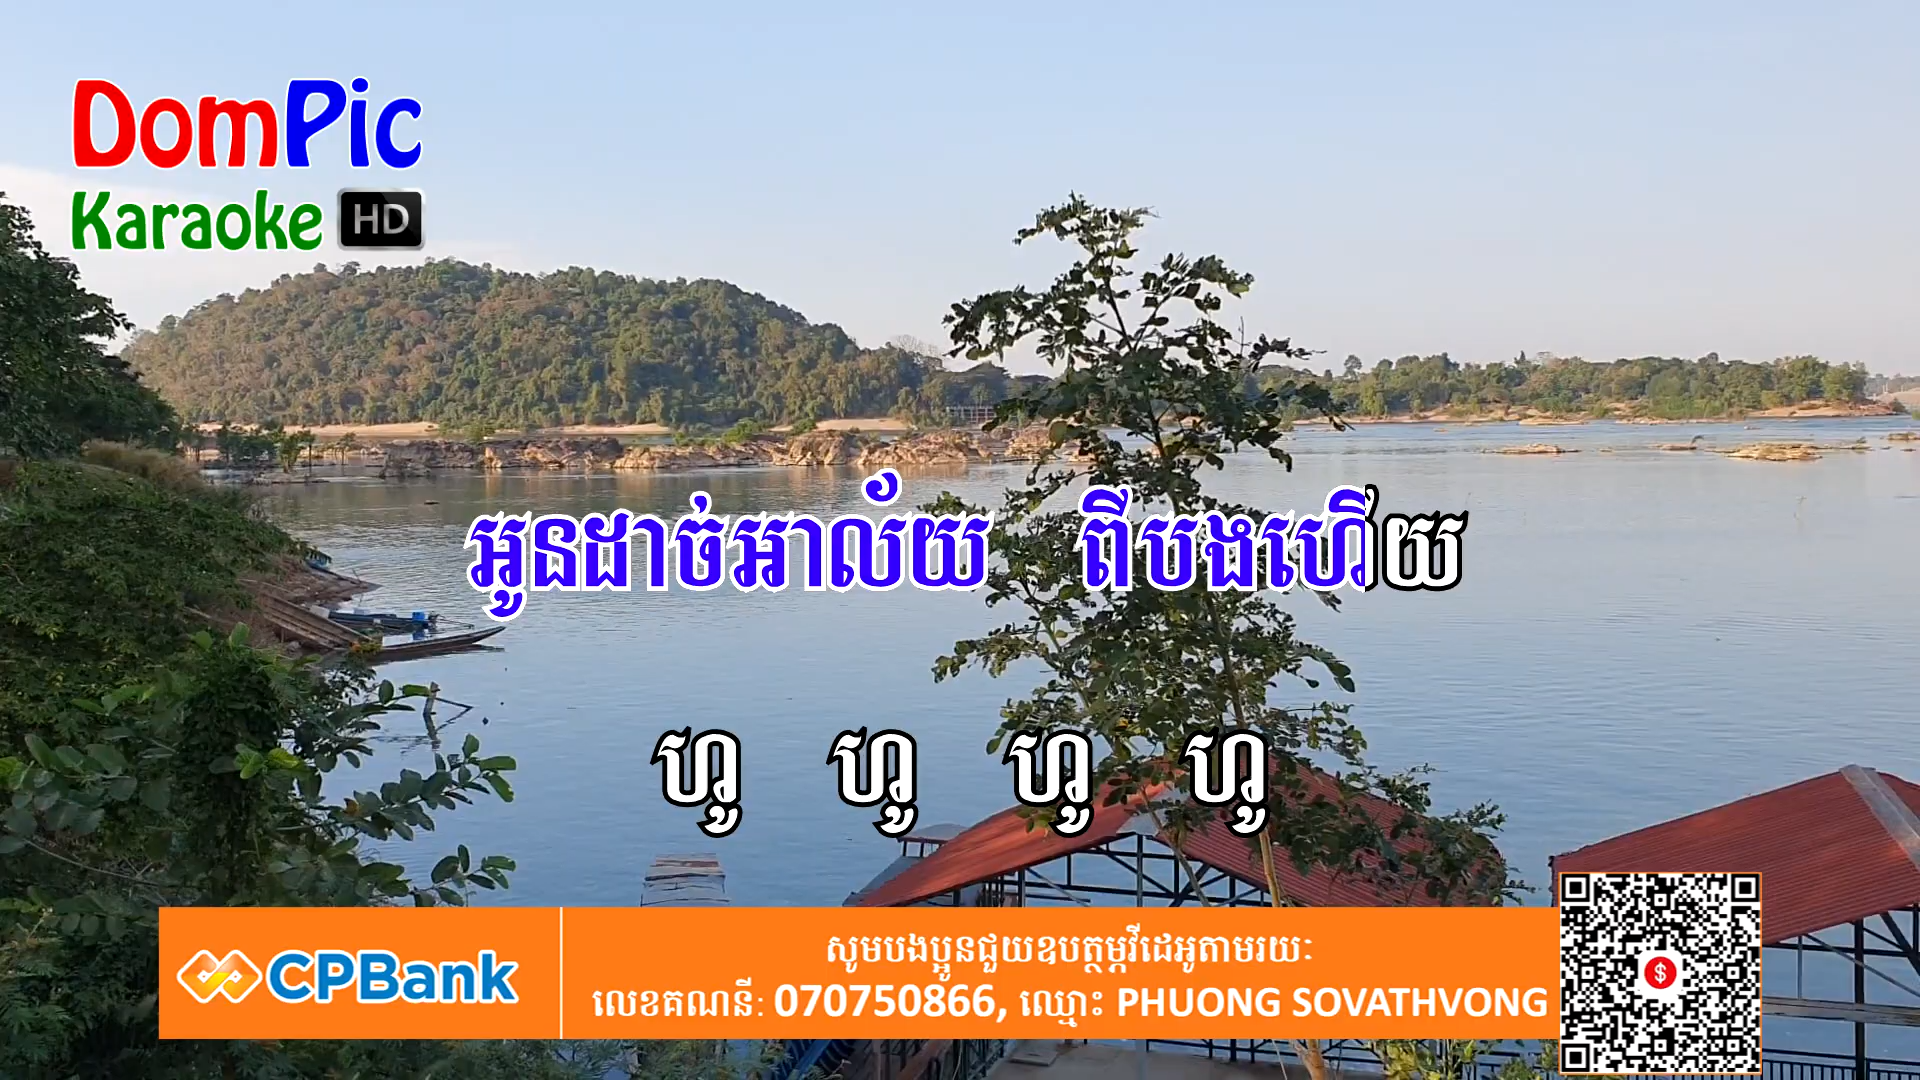 DomPic
Karaoke HD
អូនដាច់អាល័យ ពីបងហើយ
ហូ ហូ ហូ ហូ
CPBank
សូមបងប្អូនជួយឧបត្ថម្ភវីដេអូតាមរយៈ
លេខគណនី: 070750866, ឈ្មោះ PHUONG SOVATHVONG